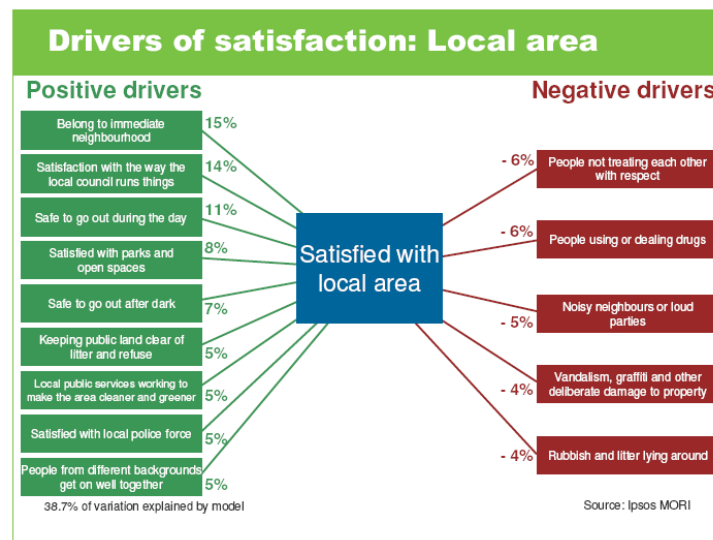 Drivers of satisfaction: Local area
Positive drivers
Negative drivers
Belong to immediate
neighbourhood
15%
Satisfaction with the way the
local council runs things
14%
Safe to go out during the day
11%
Satisfied with parks and
open spaces
8%
Safe to go out after dark
7%
Keeping public land clear of
litter and refuse
5%
Local public services working to
make the area cleaner and greener
5%
Satisfied with local police force
5%
People from different backgrounds
get on well together
5%
Satisfied with
local area
- 6%
People not treating each other
with respect
- 6%
People using or dealing drugs
- 5%
Noisy neighbours or loud
parties
- 4%
Vandalism, graffiti and other
deliberate damage to property
- 4%
Rubbish and litter lying around
38.7% of variation explained by model
Source: Ipsos MORI